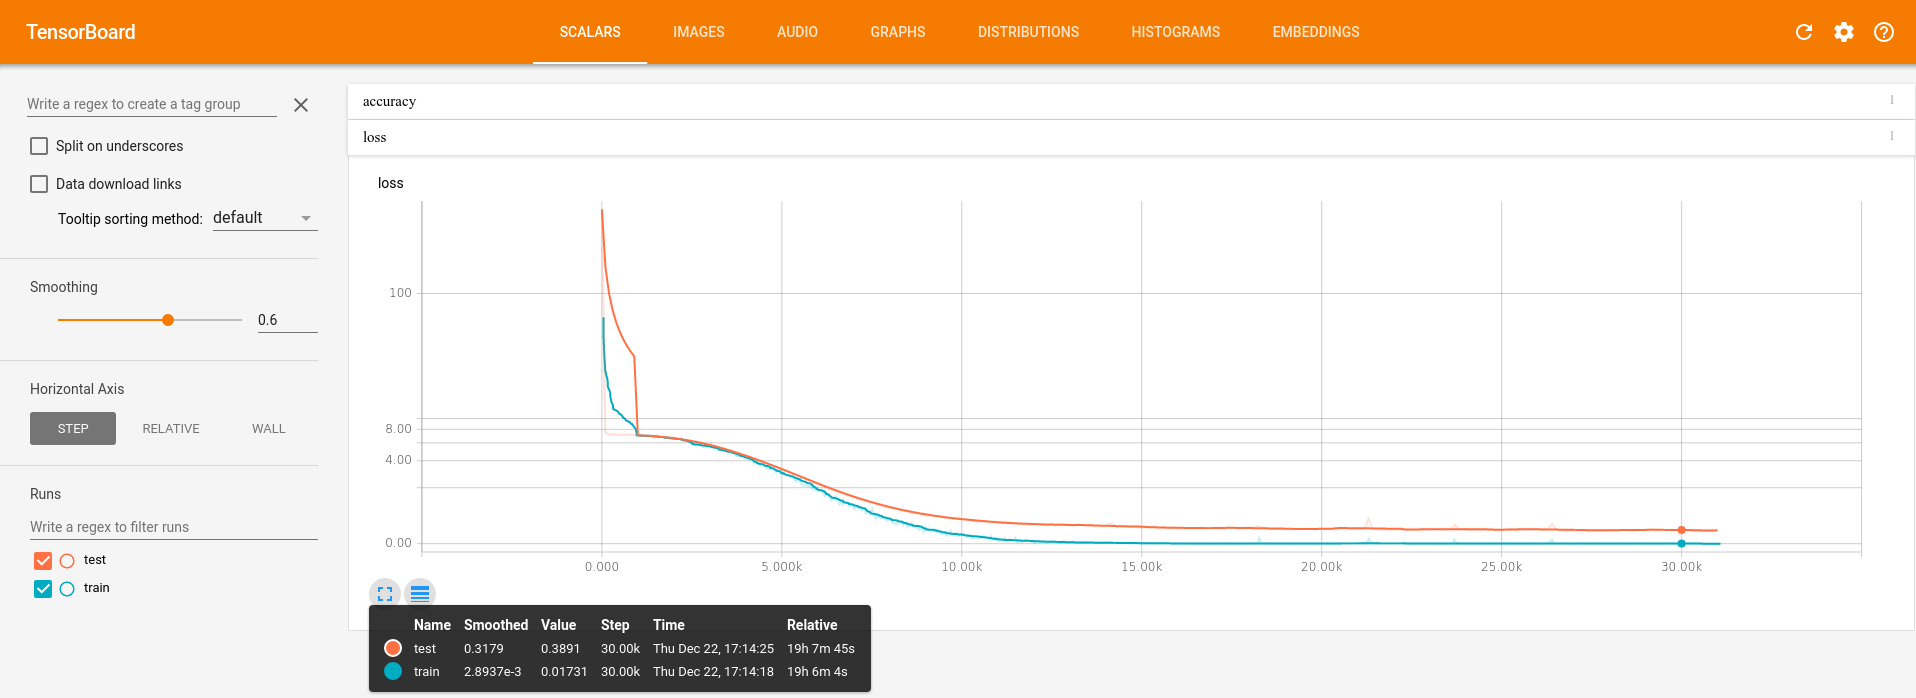 TensorBoard
SCALARS IMAGES AUDIO GRAPHS DISTRIBUTIONS HISTOGRAMS EMBEDDINGS
Write a regex to create a tag group
Split on underscores
Data download links
Tooltip sorting method: default
Smoothing
0.6
Horizontal Axis
STEP RELATIVE WALL
Runs
Write a regex to filter runs
test
train
accuracy 1
loss 1
loss
100
8.00
4.00
0.00
0.000 5.000k 10.00k 15.00k 20.00k 25.00k 30.00k
Name Smoothed Value Step Time Relative
test 0.3179 0.3891 30.00k Thu Dec 22, 17:14:25 19h 7m 45s
train 2.8937e-3 0.01731 30.00k Thu Dec 22, 17:14:18 19h 6m 4s